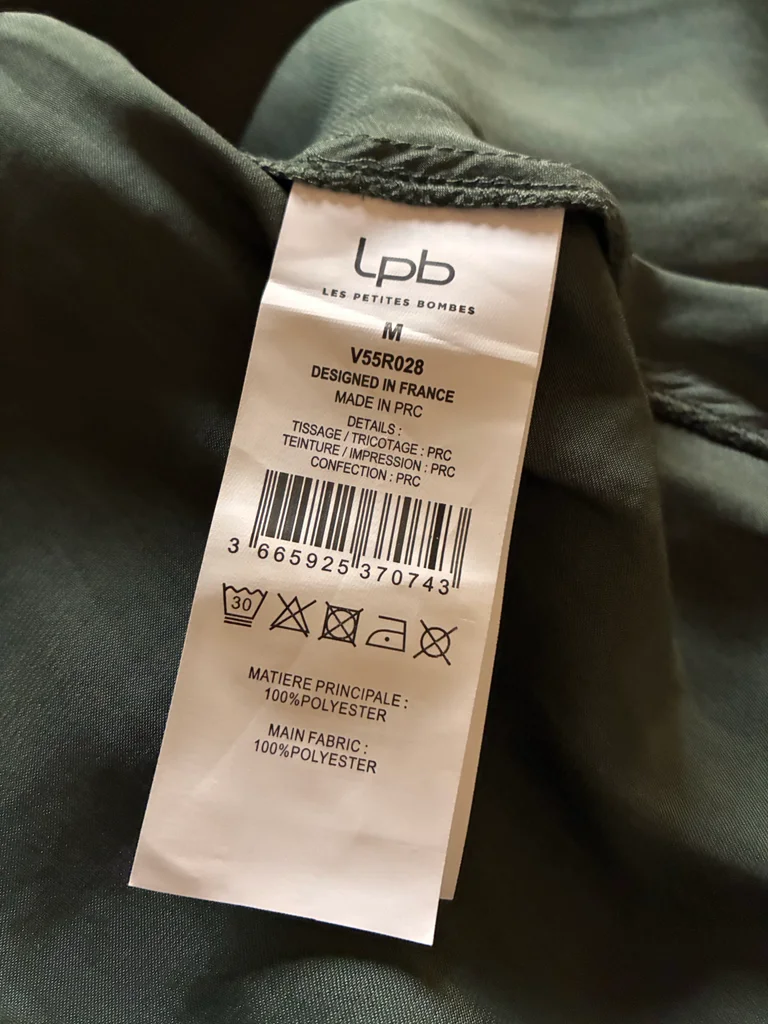 lpb
LES PETITES BOMBES
M
V55R028
DESIGNED IN FRANCE
MADE IN PRC
DETAILS :
TISSAGE / TRICOTAGE : PRC
TEINTURE / IMPRESSION : PRC
CONFECTION : PRC
3 665925 370743
30
MATIERE PRINCIPALE :
100%POLYESTER
MAIN FABRIC :
100%POLYESTER